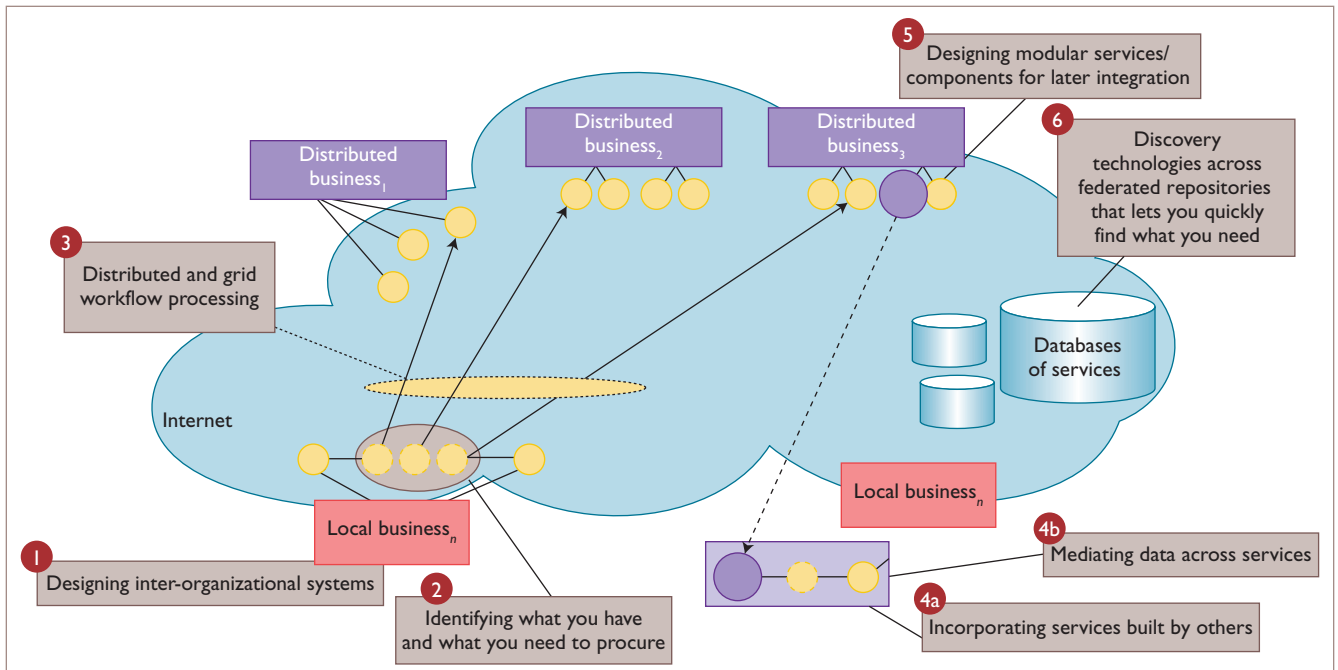 5
Designing modular services/
components for later integration
6
Discovery
technologies across
federated repositories
that lets you quickly
find what you need
Distributed
business1
Distributed
business2
Distributed
business3
3
Distributed and grid
workflow processing
Databases
of services
Internet
Local businessn
Local businessn
1
Designing inter-organizational systems
2
Identifying what you have
and what you need to procure
4b
Mediating data across services
4a
Incorporating services built by others